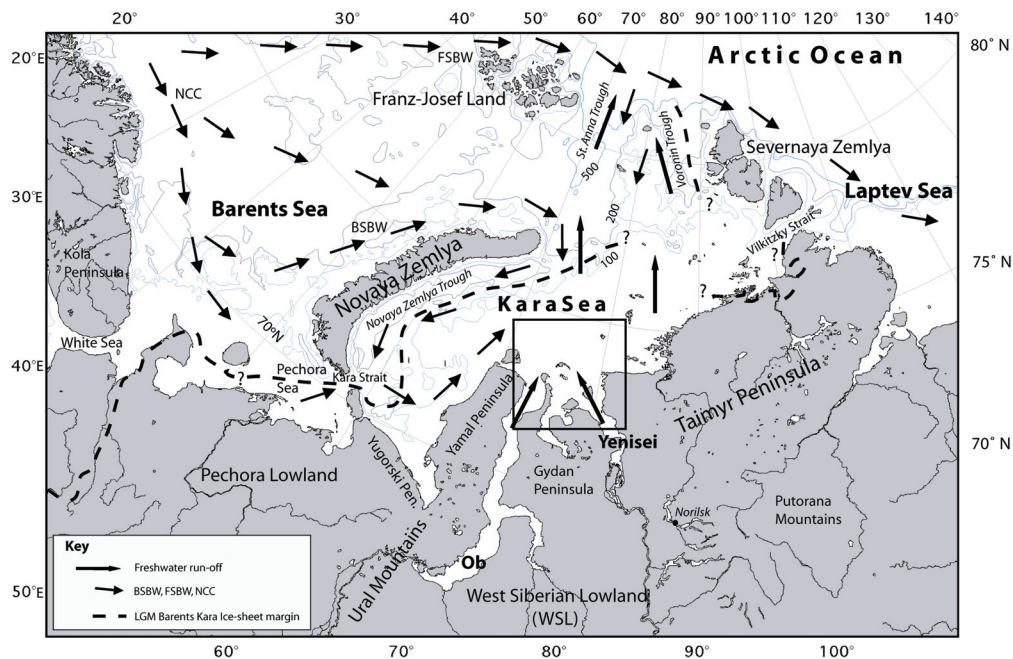 20° 30° 40° 50° 60° 70° 80° 90° 100° 110° 120° 130° 140°
20°E
80° N
Arctic Ocean
FSBW
NCC
Franz-Josef Land
St. Anna Trough
Voronin Trough
Severnaya Zemlya
500
Laptev Sea
30°E
?
200
Barents Sea
BSBW
Vilkitzky Strait
?
?
Kola
Peninsula
Novaya Zemlya
100
75°N
Novaya Zemlya Trough
KaraSea
?
70ºN
White Sea
40°E
Pechora
Sea
?
Kara Strait
Yamal Peninsula
Taimyr Peninsula
Yenisei
70° N
Pechora Lowland
Yugorski Pen.
Gydan
Peninsula
Putorana
Mountains
Norilsk
Key
Freshwater run-off
BSBW, FSBW, NCC
LGM Barents Kara Ice-sheet margin
Ural Mountains
Ob
50°E
West Siberian Lowland
(WSL)
60° 70° 80° 90° 100°